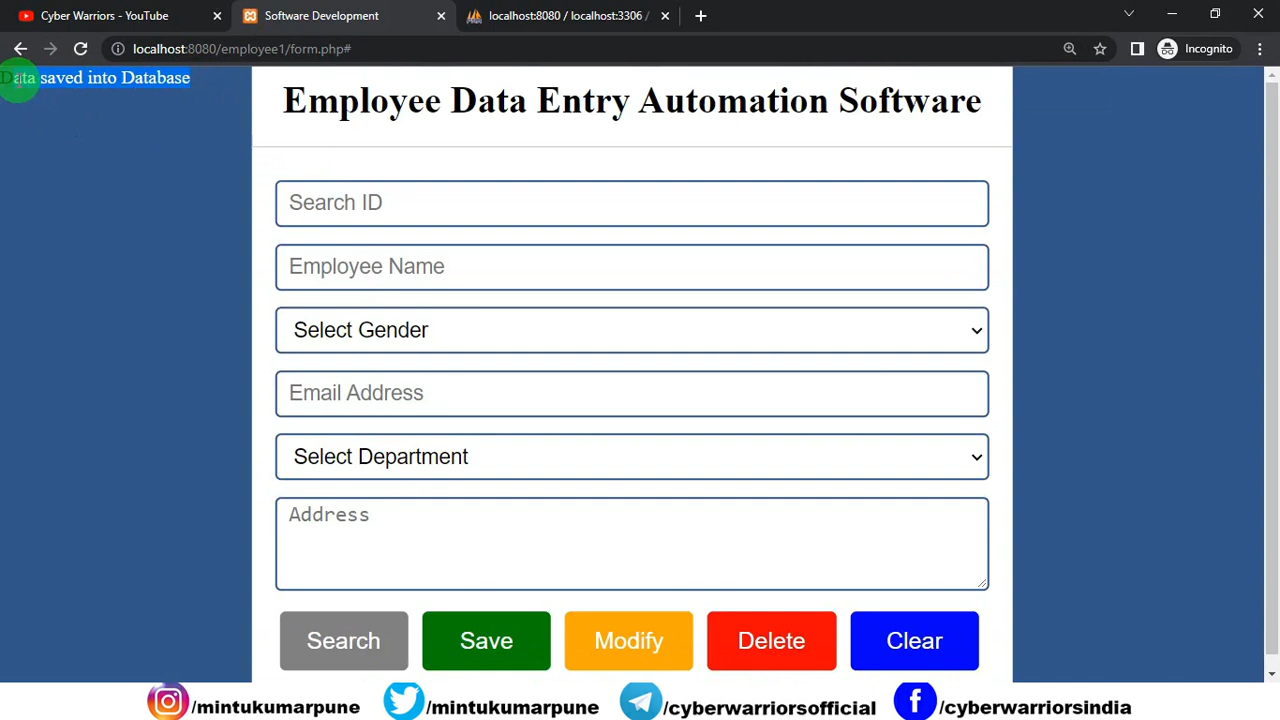 Cyber Warriors - YouTube
Software Development
localhost:8080 / localhost:3306 /
localhost:8080/employee1/form.php#
Incognito
Data saved into Database
Employee Data Entry Automation Software
Search ID
Employee Name
Select Gender
Email Address
Select Department
Address
Search Save Modify Delete Clear
/mintukumarpune /mintukumarpune /cyberwarriorsofficial /cyberwarriorsindia